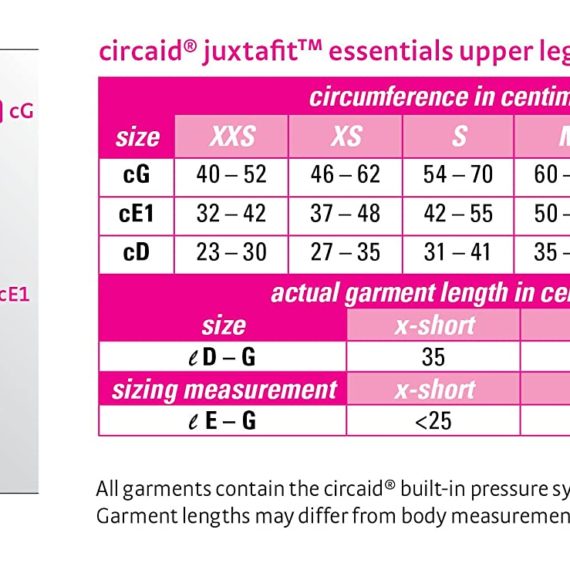 circaid® juxtafit™ essentials upper leg
cG
circumference in centim
size XXS XS S M
cG 40 – 52 46 – 62 54 – 70 60 –
cE1 32 – 42 37 – 48 42 – 55 50 –
cD 23 – 30 27 – 35 31 – 41 35 –
cE1
actual garment length in ce
size x-short
ℓ D – G 35
sizing measurement x-short
ℓ E – G <25
All garments contain the circaid® built-in pressure sy
Garment lengths may differ from body measuremen